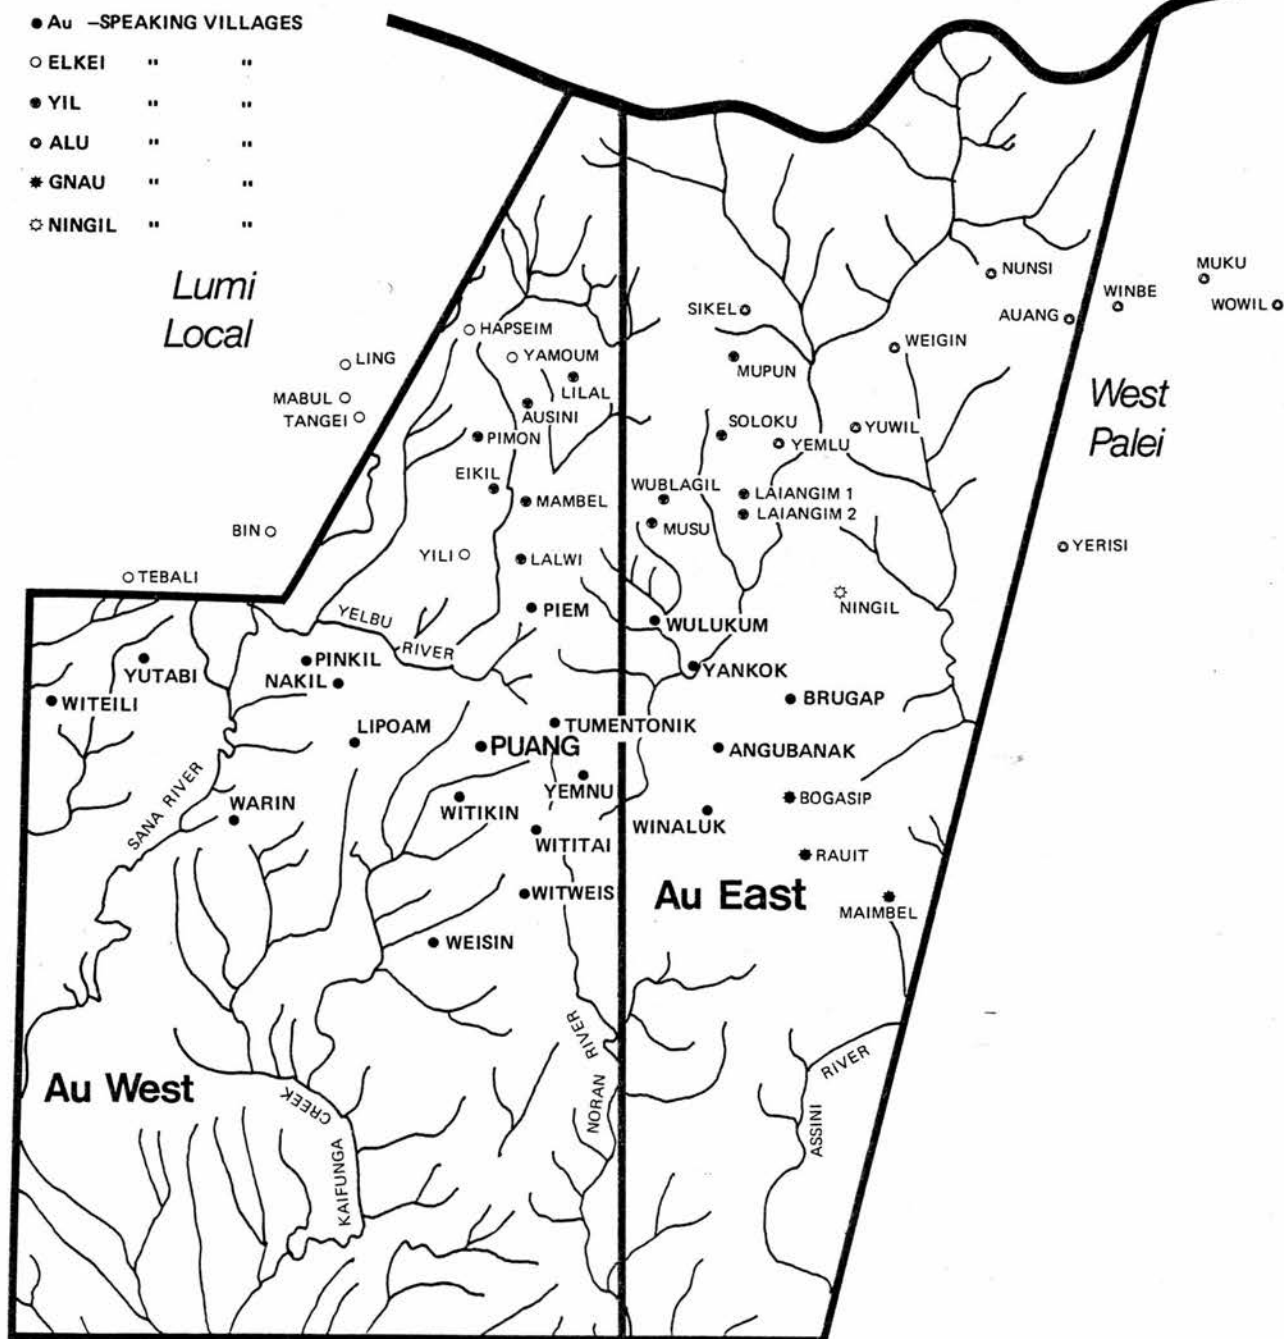 ● Au –SPEAKING VILLAGES
○ ELKEI " "
YIL " "
ALU " "
GNAU " "
NINGIL " "
Lumi
Local
MUKU
NUNSI
WINBE
WOWIL
SIKEL
AUANG
HAPSEIM
WEIGIN
LING
YAMOUM
MUPUN
LILAL
MABUL
West
Palei
TANGEI
AUSINI
SOLOKU
YUWIL
PIMON
YEMLU
EIKIL
WUBLAGIL
LAIANGIM 1
MAMBEL
LAIANGIM 2
BIN
MUSU
YERISI
YILI
LALWI
TEBALI
NINGIL
PIEM
YELBU
RIVER
WULUKUM
PINKIL
YUTABI
YANKOK
NAKIL
WITEILI
BRUGAP
LIPOAM
TUMENTONIK
PUANG
ANGUBANAK
YEMNU
SANA RIVER
BOGASIP
WARIN
WITIKIN
WINALUK
WITITAI
RAUIT
WITWEIS
Au East
MAIMBEL
WEISIN
NORAN RIVER
Au West
ASSINI
RIVER
CREEK
KAIFUNGA